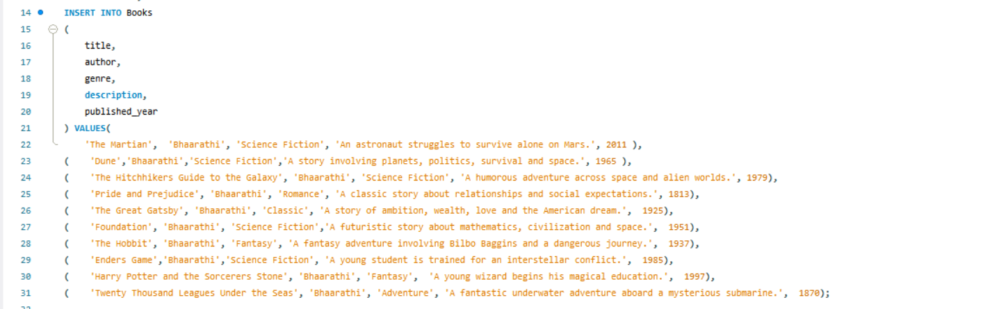 14 INSERT INTO Books
15 (
16 title,
17 author,
18 genre,
19 description,
20 published_year
21 ) VALUES(
22 'The Martian', 'Bhaarathi', 'Science Fiction', 'An astronaut struggles to survive alone on Mars.', 2011 ),
23 ( 'Dune','Bhaarathi','Science Fiction','A story involving planets, politics, survival and space.', 1965 ),
24 ( 'The Hitchhikers Guide to the Galaxy', 'Bhaarathi', 'Science Fiction', 'A humorous adventure across space and alien worlds.', 1979),
25 ( 'Pride and Prejudice', 'Bhaarathi', 'Romance', 'A classic story about relationships and social expectations.', 1813),
26 ( 'The Great Gatsby', 'Bhaarathi', 'Classic', 'A story of ambition, wealth, love and the American dream.', 1925),
27 ( 'Foundation', 'Bhaarathi', 'Science Fiction','A futuristic story about mathematics, civilization and space.', 1951),
28 ( 'The Hobbit', 'Bhaarathi', 'Fantasy', 'A fantasy adventure involving Bilbo Baggins and a dangerous journey.', 1937),
29 ( 'Enders Game','Bhaarathi','Science Fiction', 'A young student is trained for an interstellar conflict.', 1985),
30 ( 'Harry Potter and the Sorcerers Stone', 'Bhaarathi', 'Fantasy', 'A young wizard begins his magical education.', 1997),
31 ( 'Twenty Thousand Leagues Under the Seas', 'Bhaarathi', 'Adventure', 'A fantastic underwater adventure aboard a mysterious submarine.', 1870);